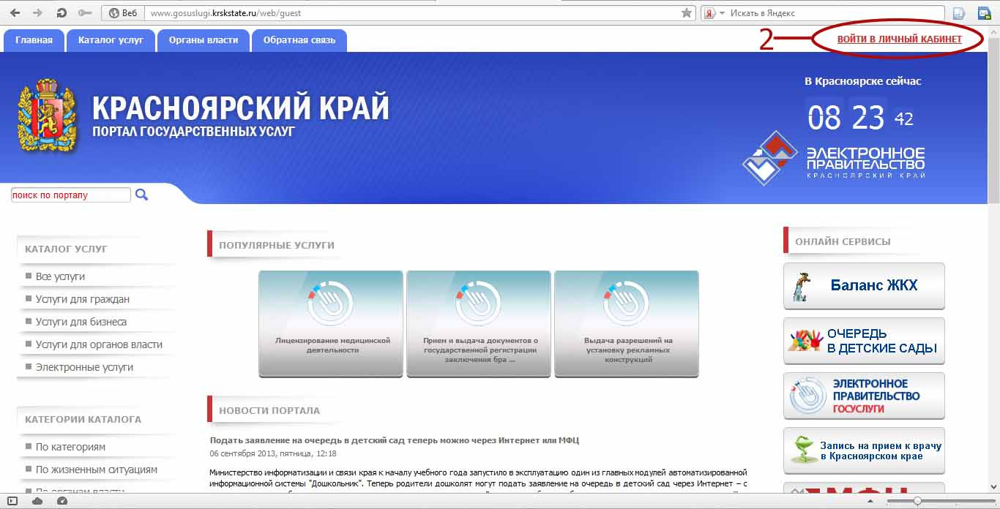 Веб
www.gosuslugi.krskstate.ru/web/guest
Искать в Яндекс
Главная
Каталог услуг
Органы власти
Обратная связь
2
ВОЙТИ В ЛИЧНЫЙ КАБИНЕТ
КРАСНОЯРСКИЙ КРАЙ
ПОРТАЛ ГОСУДАРСТВЕННЫХ УСЛУГ
В Красноярске сейчас
08 23 42
ЭЛЕКТРОННОЕ
ПРАВИТЕЛЬСТВО
КРАСНОЯРСКИЙ КРАЙ
поиск по порталу
КАТАЛОГ УСЛУГ
Все услуги
Услуги для граждан
Услуги для бизнеса
Услуги для органов власти
Электронные услуги
КАТЕГОРИИ КАТАЛОГА
По категориям
По жизненным ситуациям
По органам власти
ПОПУЛЯРНЫЕ УСЛУГИ
Лицензирование медицинской
деятельности
Прием и выдача документов о
государственной регистрации
заключения бра ...
Выдача разрешений на
установку рекламных
конструкций
НОВОСТИ ПОРТАЛА
Подать заявление на очередь в детский сад теперь можно через Интернет или МФЦ
06 сентября 2013, пятница, 12:18
Министерство информатизации и связи края к началу учебного года запустило в эксплуатацию один из главных модулей автоматизированной
информационной системы "Дошкольник". Теперь родители дошколят могут подать заявление на очередь в детский сад через Интернет – с
ОНЛАЙН СЕРВИСЫ
Баланс ЖКХ
ОЧЕРЕДЬ
В ДЕТСКИЕ САДЫ
ЭЛЕКТРОННОЕ
ПРАВИТЕЛЬСТВО
ГОСУСЛУГИ
Запись на прием к врачу
в Красноярском крае
МФЦ